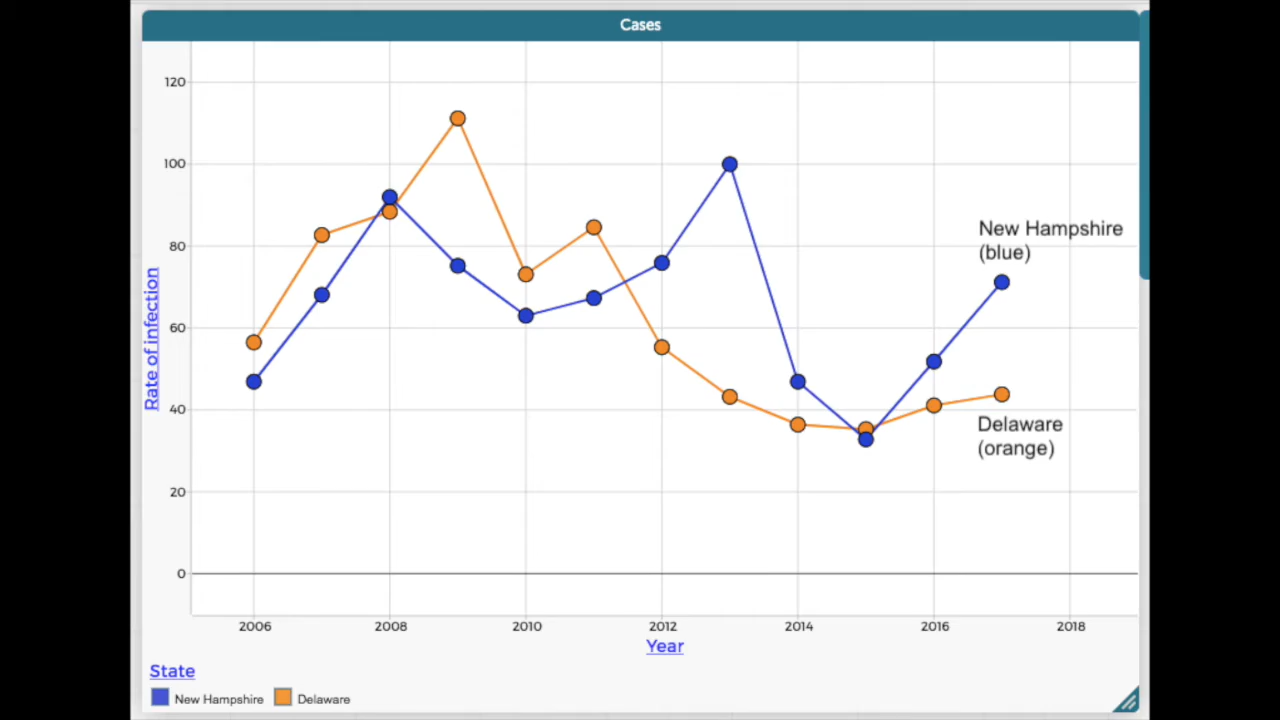 Cases
120
100
80
60
40
20
0
Rate of infection
New Hampshire
(blue)
Delaware
(orange)
2006 2008 2010 2012 2014 2016 2018
Year
State
New Hampshire Delaware